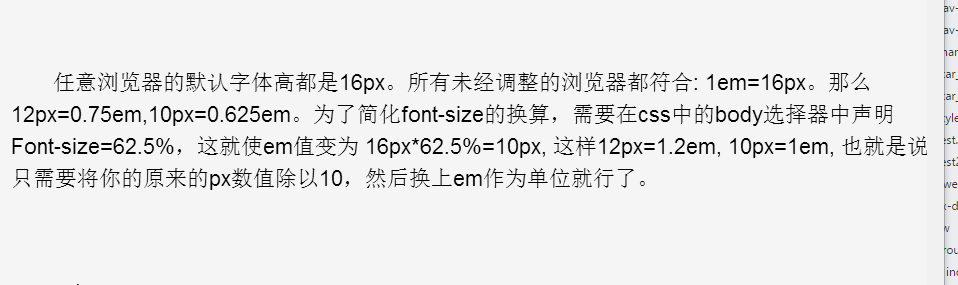 任意浏览器的默认字体高都是16px。所有未经调整的浏览器都符合: 1em=16px。那么
12px=0.75em,10px=0.625em。为了简化font-size的换算，需要在css中的body选择器中声明
Font-size=62.5%，这就使em值变为 16px*62.5%=10px, 这样12px=1.2em, 10px=1em, 也就是说
只需要将你的原来的px数值除以10，然后换上em作为单位就行了。